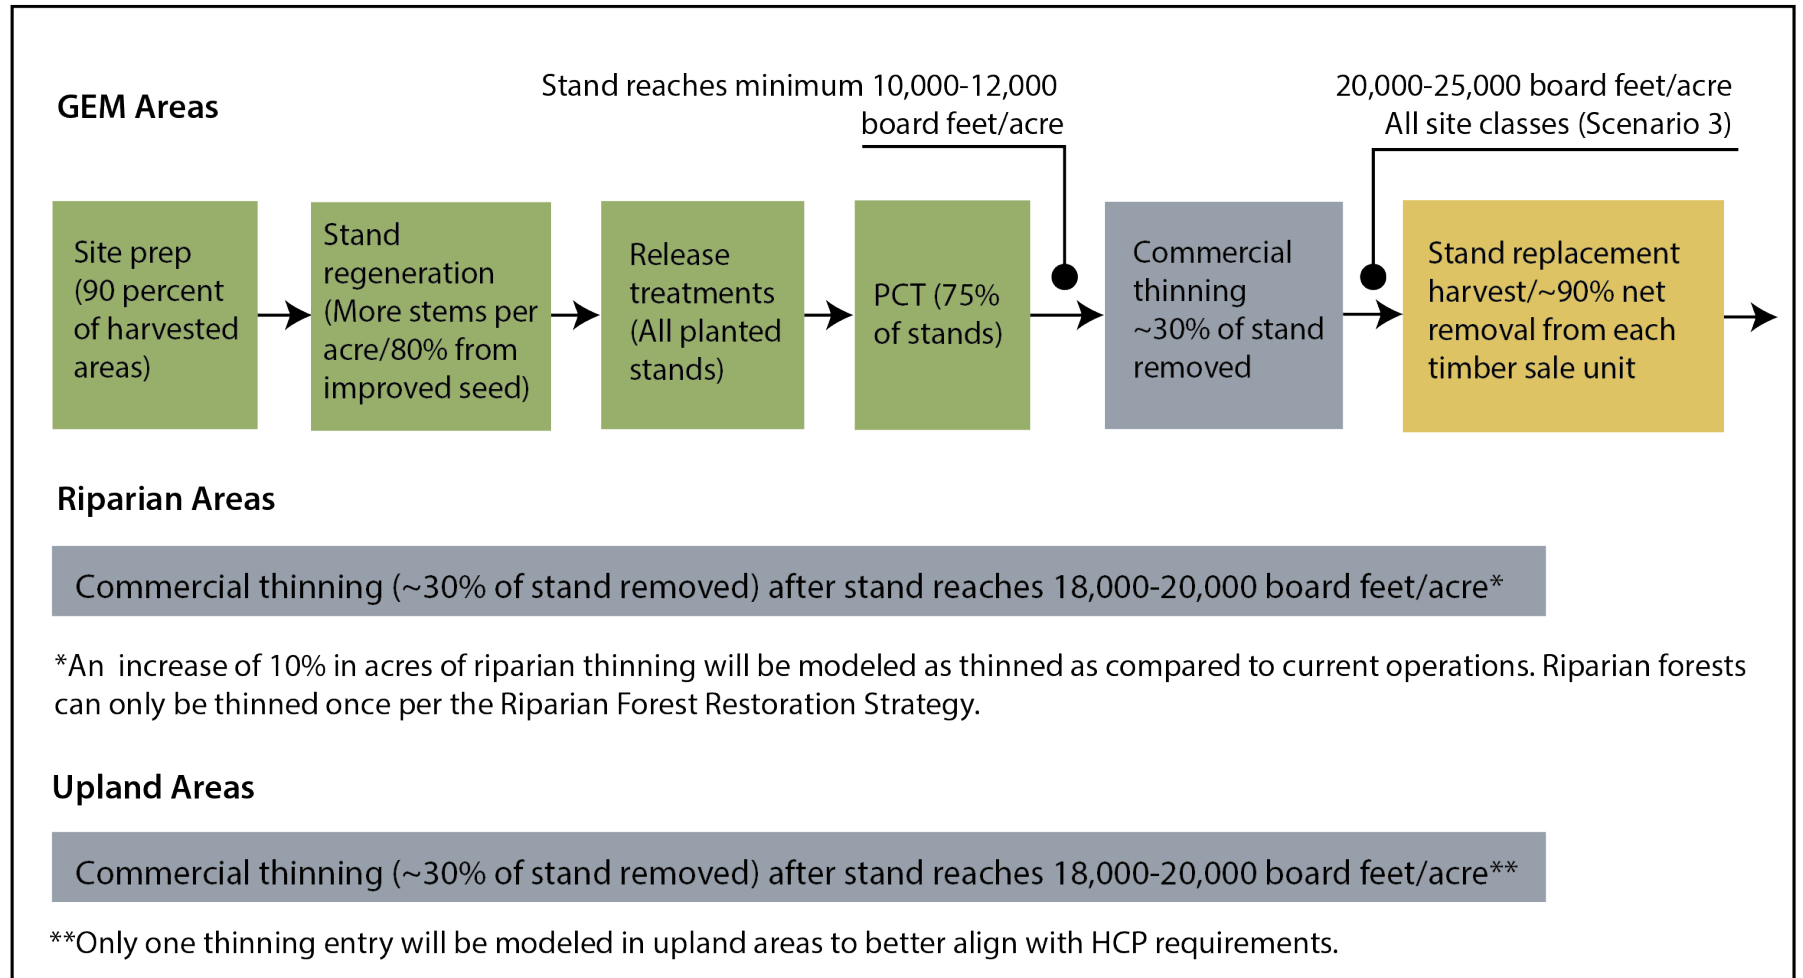 GEM Areas
Stand reaches minimum 10,000-12,000
board feet/acre
20,000-25,000 board feet/acre
All site classes (Scenario 3)
Site prep
(90 percent
of harvested
areas)
Stand
regeneration
(More stems per
acre/80% from
improved seed)
Release
treatments
(All planted
stands)
PCT (75%
of stands)
Commercial
thinning
~30% of stand
removed
Stand replacement
harvest/~90% net
removal from each
timber sale unit
Riparian Areas
Commercial thinning (~30% of stand removed) after stand reaches 18,000-20,000 board feet/acre*
*An increase of 10% in acres of riparian thinning will be modeled as thinned as compared to current operations. Riparian forests
can only be thinned once per the Riparian Forest Restoration Strategy.
Upland Areas
Commercial thinning (~30% of stand removed) after stand reaches 18,000-20,000 board feet/acre**
**Only one thinning entry will be modeled in upland areas to better align with HCP requirements.